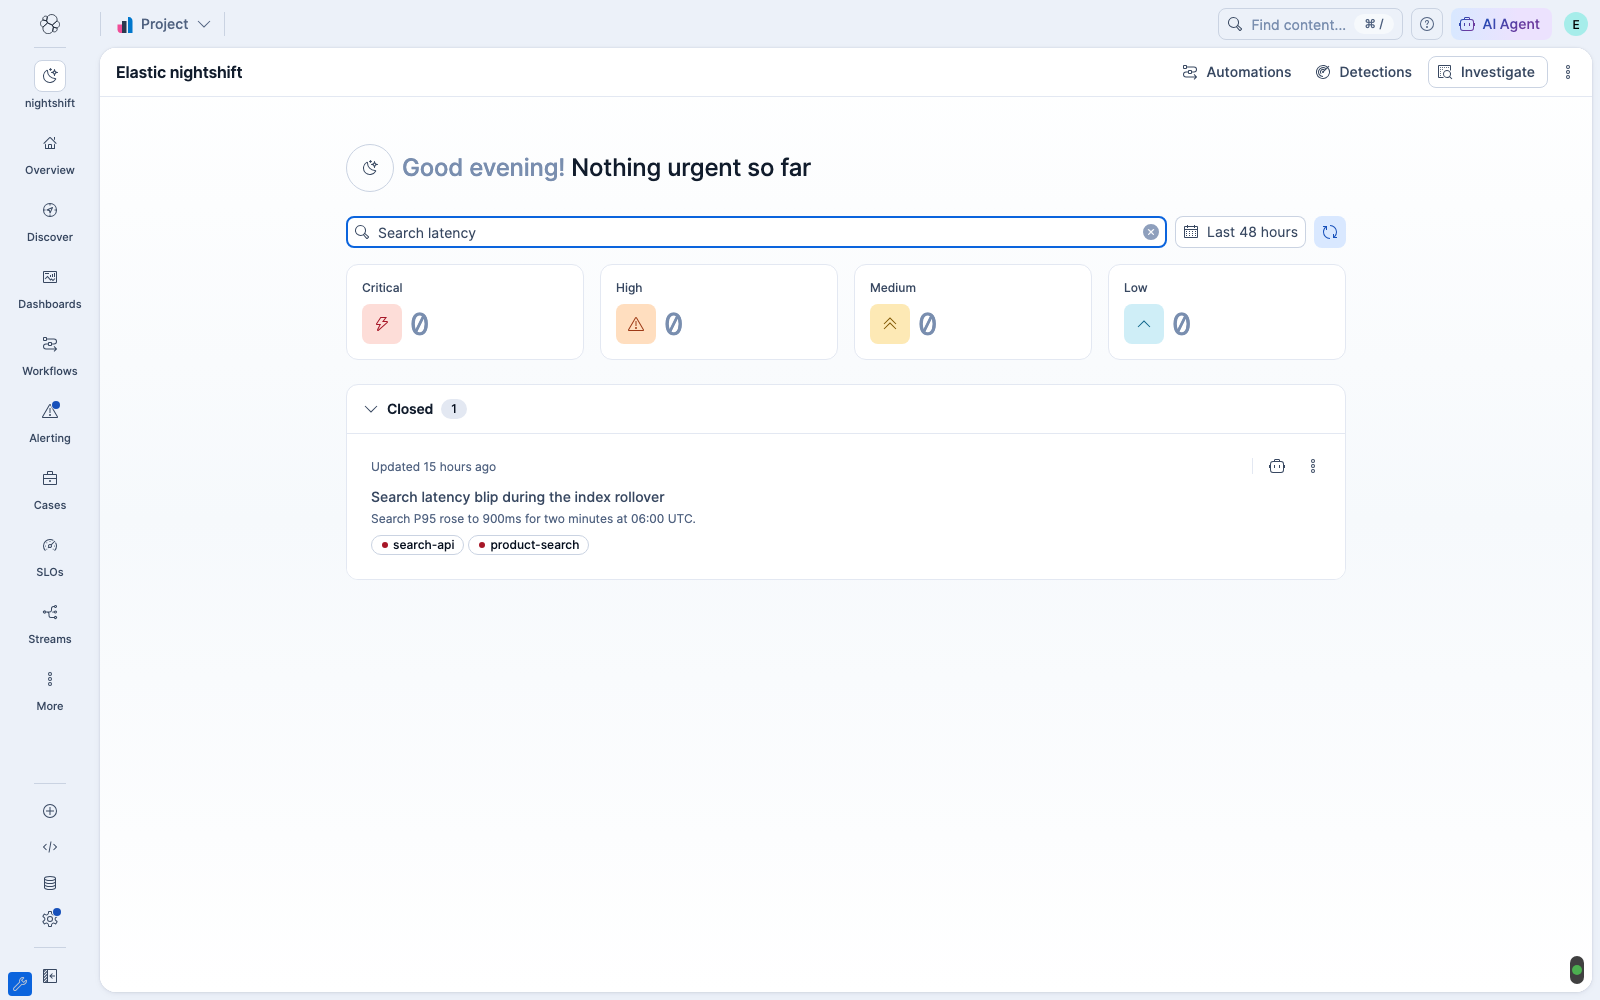 Project
Find content...
⌘ /
AI Agent
E
Elastic nightshift
Automations
Detections
Investigate
nightshift
Overview
Discover
Dashboards
Workflows
Alerting
Cases
SLOs
Streams
More
Good evening! Nothing urgent so far
Search latency
Last 48 hours
Critical
0
High
0
Medium
0
Low
0
Closed 1
Updated 15 hours ago
Search latency blip during the index rollover
Search P95 rose to 900ms for two minutes at 06:00 UTC.
search-api
product-search